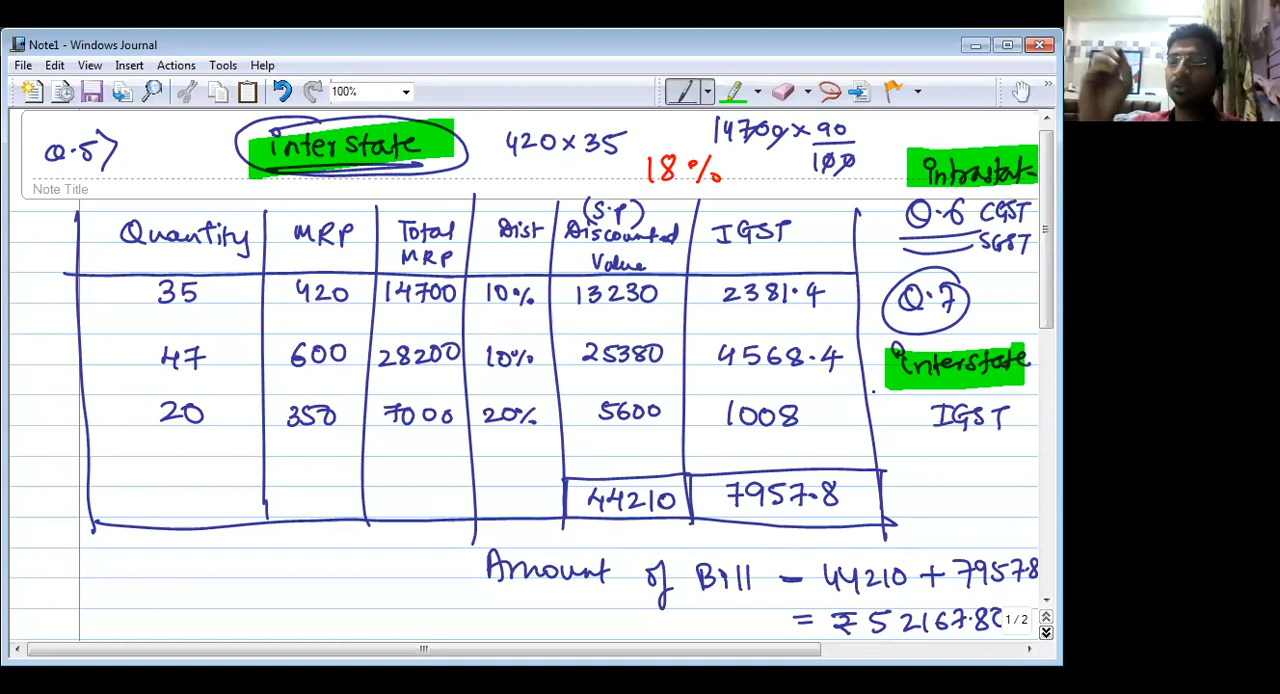 Note1 - Windows Journal
File Edit View Insert Actions Tools Help
100%
Q.5) interstate 420 × 35 14700 × 90/100
18% intrastat
Note Title
Q.6 CGST
SGST
Quantity MRP Total MRP Dist (S.P) Discounted Value IGST
35 420 14700 10% 13230 2381.4
Q.7
47 600 28200 10% 25380 4568.4
interstate
20 350 7000 20% 5600 1008
IGST
44210 7957.8
Amount of Bill - 44210 + 7957.8
= ₹ 52167.80
1/2